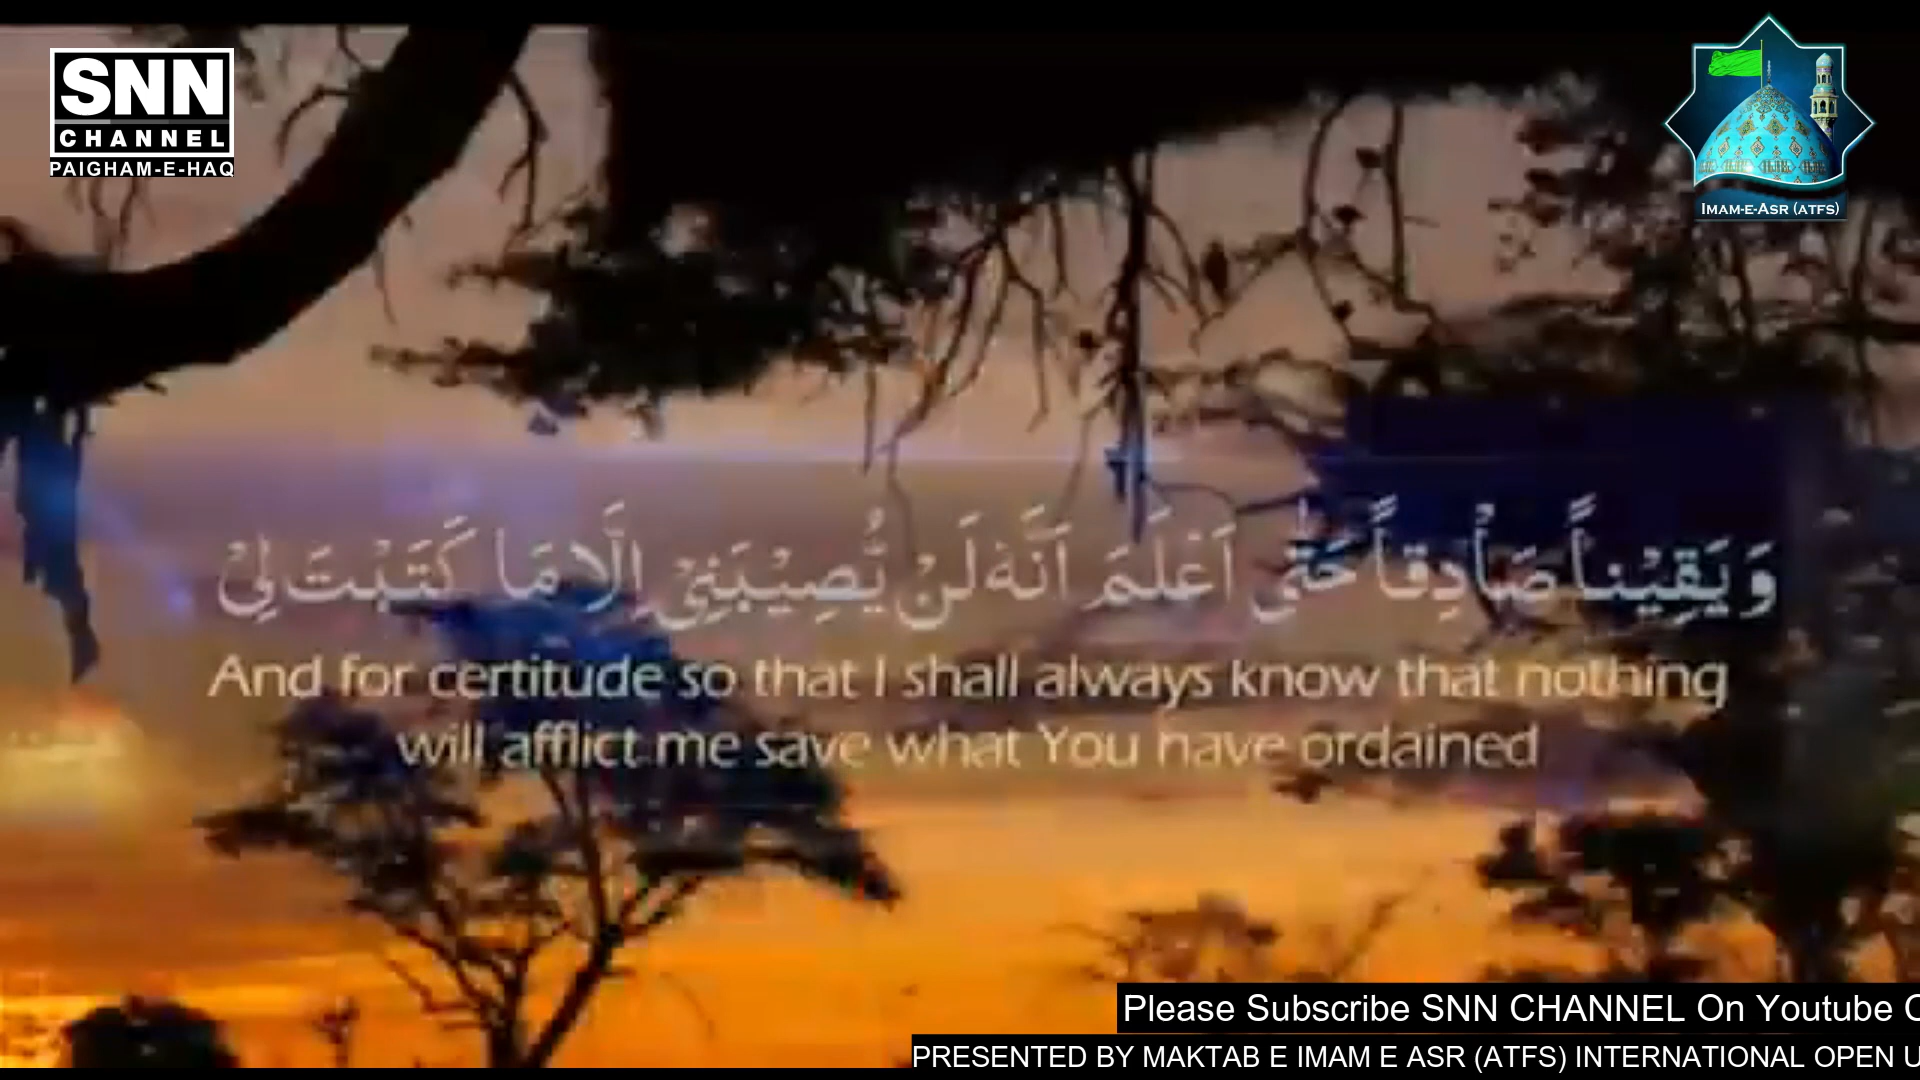 SNN
CHANNEL
PAIGHAM-E-HAQ
IMAM-E-ASR (ATFS)
وَيَقِيْناً صَادِقاً حَتّٰى اَعْلَمَ اَنَّهٗ لَنْ يُّصِيْبَنِيْ اِلَّا مَا كَتَبْتَ لِيْ
And for certitude so that I shall always know that nothing
will afflict me save what You have ordained
Please Subscribe SNN CHANNEL On Youtube
PRESENTED BY MAKTAB E IMAM E ASR (ATFS) INTERNATIONAL OPEN